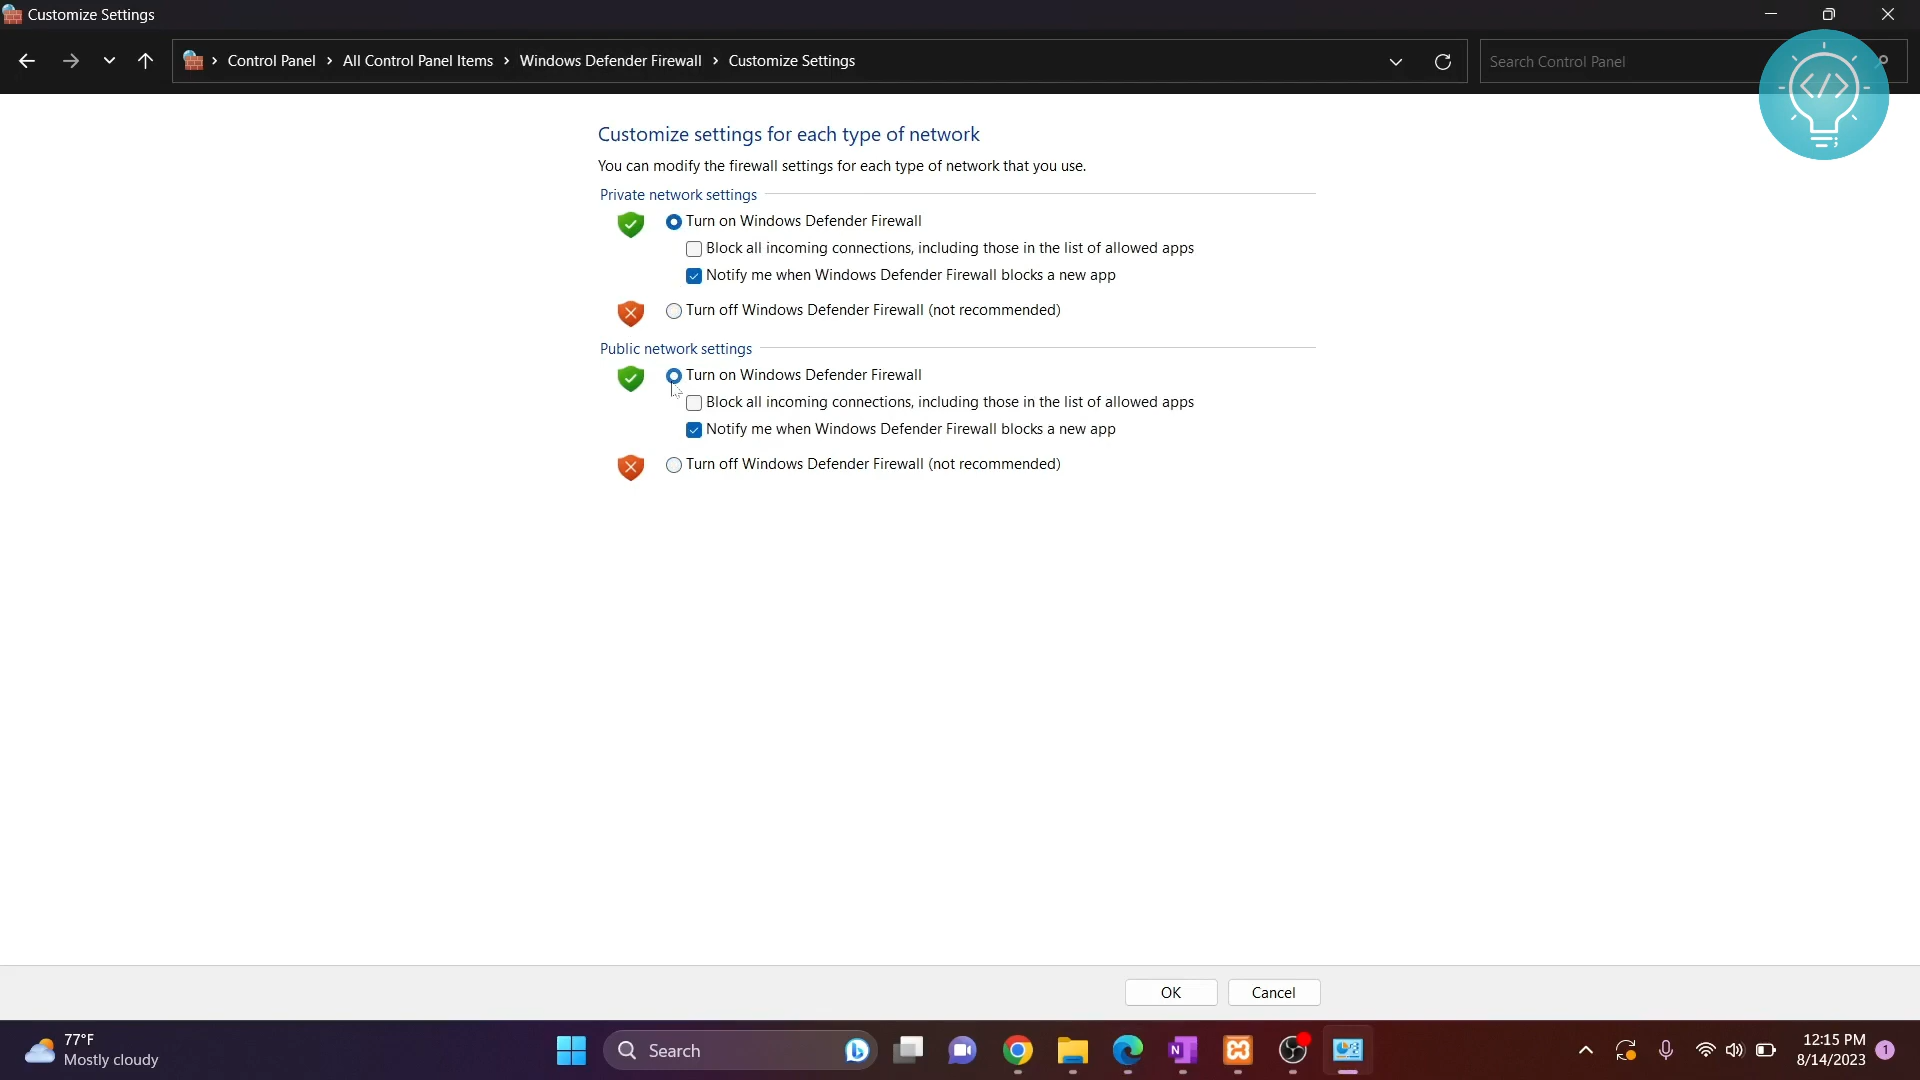 Customize Settings
Control Panel > All Control Panel Items > Windows Defender Firewall > Customize Settings
Search Control Panel
</>
;
Customize settings for each type of network
You can modify the firewall settings for each type of network that you use.
Private network settings
Turn on Windows Defender Firewall
Block all incoming connections, including those in the list of allowed apps
Notify me when Windows Defender Firewall blocks a new app
Turn off Windows Defender Firewall (not recommended)
Public network settings
Turn on Windows Defender Firewall
Block all incoming connections, including those in the list of allowed apps
Notify me when Windows Defender Firewall blocks a new app
Turn off Windows Defender Firewall (not recommended)
OK Cancel
77°F
Mostly cloudy
Search
N
12:15 PM
8/14/2023
1